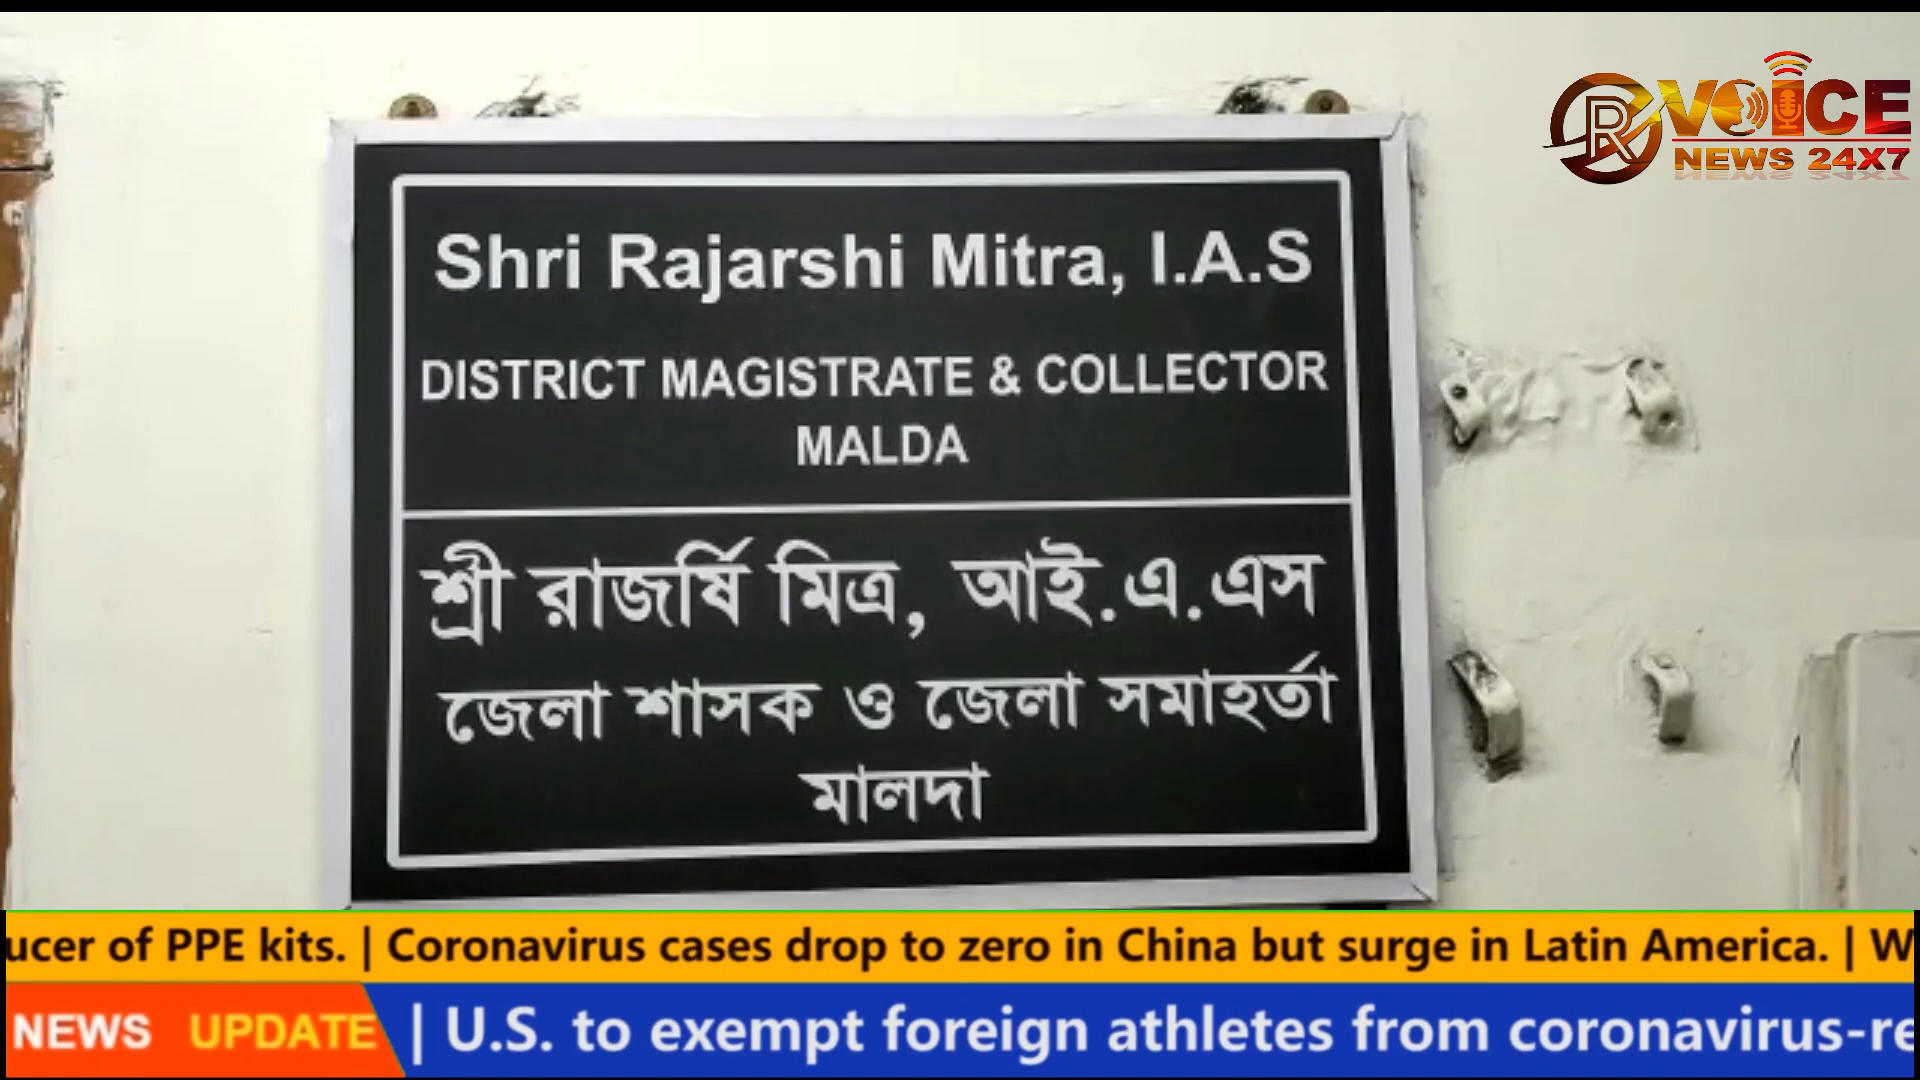 R VOICE
NEWS 24X7
Shri Rajarshi Mitra, I.A.S
DISTRICT MAGISTRATE & COLLECTOR
MALDA
শ্রী রাজর্ষি মিত্র, আই.এ.এস
জেলা শাসক ও জেলা সমাহর্তা
মালদা
ucer of PPE kits. | Coronavirus cases drop to zero in China but surge in Latin America. | W
NEWS UPDATE | U.S. to exempt foreign athletes from coronavirus-re